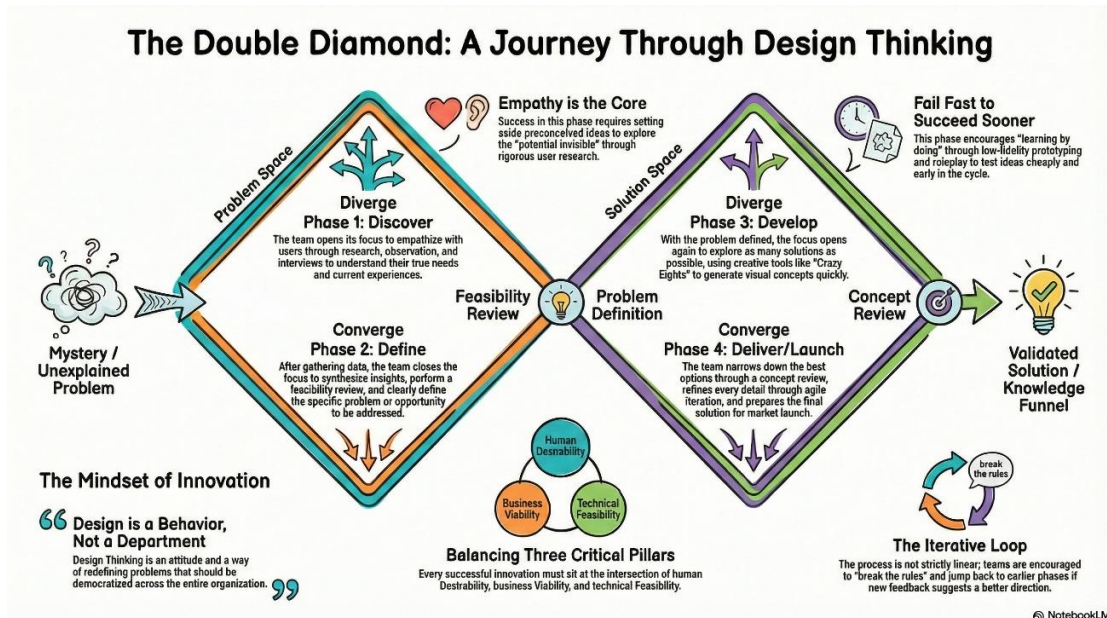 The Double Diamond: A Journey Through Design Thinking
Empathy is the Core
Success in this phase requires setting
sside preconcelved ideas to explore
the "potential invisible" through
rigorous user research.
Fail Fast to
Succeed Sooner
This phase encourages "learning by
doing" through low-lidelity prototyping
and roieplay to test ideas cheaply and
early in the cycle.
Problem Space
Diverge
Phase 1: Discover
The team opens its focus to empathize with
users through research, observation, and
interviews to understand their true needs
and current experiences.
Solution Space
Diverge
Phase 3: Develop
With the problem defined, the focus opens
again to explore as many solutions as
possible, using creative tools like "Crazy
Eights" to generate visual concepts quickly.
Mystery /
Unexplained
Problem
Feasibility
Review
Problem
Definition
Concept
Review
Validated
Solution /
Knowledge
Funnel
Converge
Phase 2: Define
After gathering data, the team closes the
focus to synthesize insights, perform a
feacibility review, and clearly define
the specific problem or opportunity
to be addressed.
Converge
Phase 4: Deliver/Launch
The team narrows down the best
options through a concept review,
refines every detail through agile
iteration, and prepares the final
solution for market launch.
The Mindset of Innovation
“ Design is a Behavior,
Not a Department
Design Thinking is an attitude and a way
of redefining problems that should be
democratized across the entire organization. ”
Human
Desnrability
Business
Viability
Technical
Feasibility
Balancing Three Critical Pillars
Every successful innovation must sit at the intersection of human
Destrability, business Viability, and technical Feasibllity.
break
the rules
The Iterative Loop
The process is not strictly linear; teams are encouraged
to "break the rules" and jump back to carlier phases if
new feedback suggests a better direction.
NotebookLM